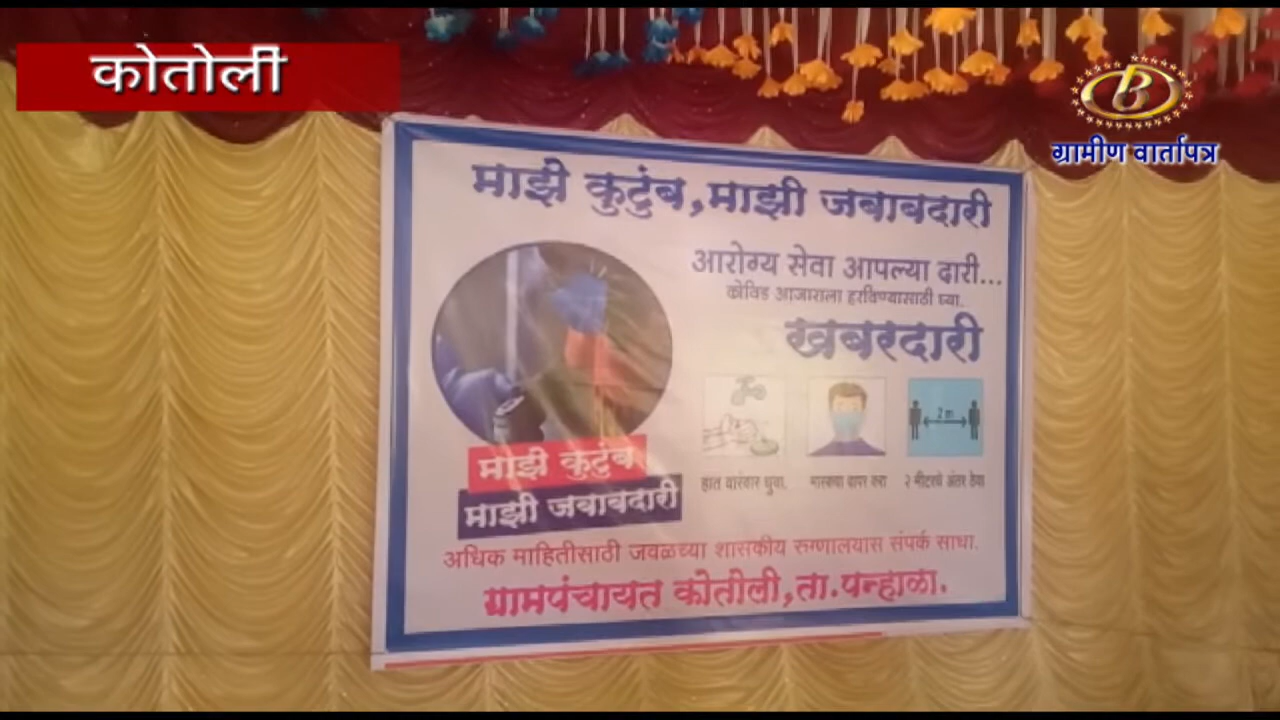 कोतोली
B
ग्रामीण वार्तापत्र
माझे कुटुंब,माझी जबाबदारी
आरोग्य सेवा आपल्या दारी...
कोविड आजाराला हरविण्यासाठी घ्या.
खबरदारी
2 m
हात वारंवार धुवा.
मास्कचा वापर करा
२ मीटरचे अंतर ठेवा
माझे कुटुंब
माझी जबाबदारी
अधिक माहितीसाठी जवळच्या शासकीय रुग्णालयास संपर्क साधा.
ग्रामपंचायत कोतोली,ता.पन्हाळा.